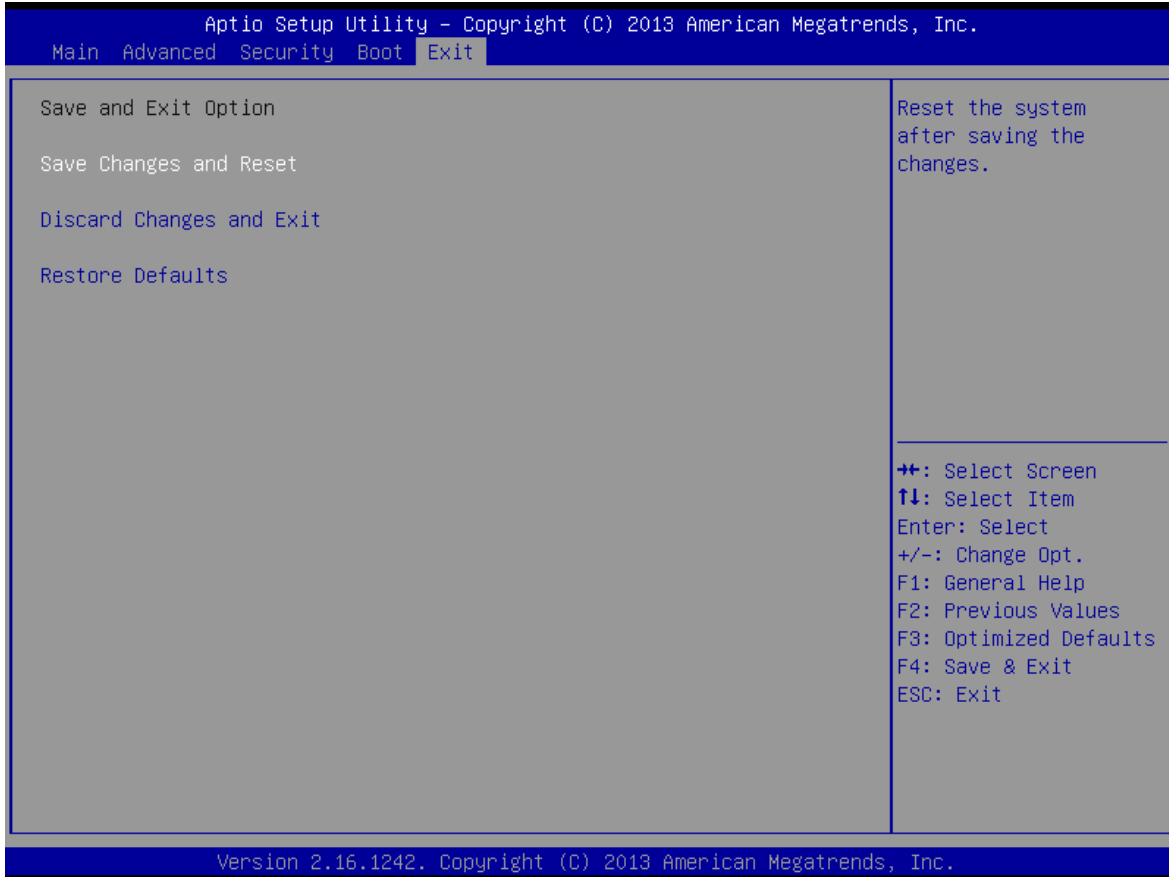 Aptio Setup Utility – Copyright (C) 2013 American Megatrends, Inc.
Main Advanced Security Boot Exit
Save and Exit Option
Save Changes and Reset
Discard Changes and Exit
Restore Defaults
Reset the system
after saving the
changes.
→←: Select Screen
↑↓: Select Item
Enter: Select
+/-: Change Opt.
F1: General Help
F2: Previous Values
F3: Optimized Defaults
F4: Save & Exit
ESC: Exit
Version 2.16.1242. Copyright (C) 2013 American Megatrends, Inc.